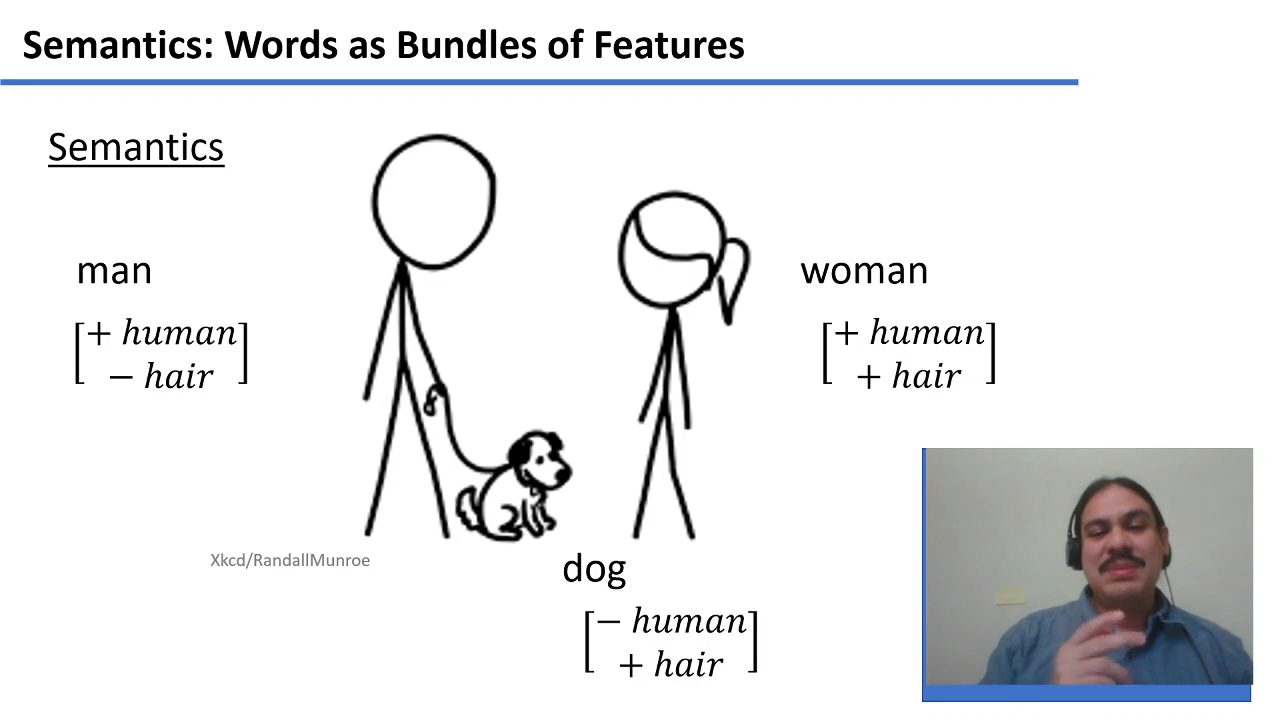 Semantics: Words as Bundles of Features
Semantics
man
woman
[+ human
− hair]
[+ human
+ hair]
Xkcd/RandallMunroe
dog
[− human
+ hair]